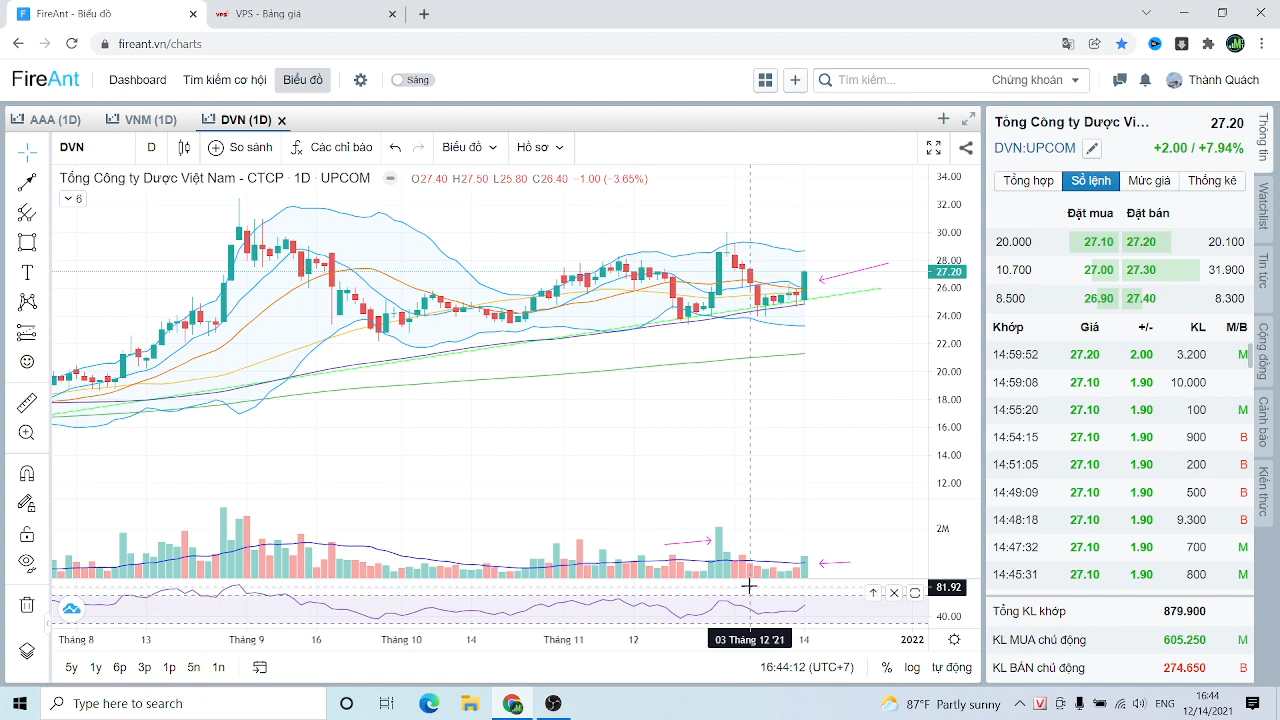 FireAnt - Biểu đồ
VPS - Bảng giá
fireant.vn/charts
FireAnt
Dashboard
Tìm kiếm cơ hội
Biểu đồ
Sáng
Tìm kiếm...
Chứng khoán
Thành Quách
AAA (1D)
VNM (1D)
DVN (1D)
DVN
D
So sánh
Các chỉ báo
Biểu đồ
Hồ sơ
Tổng Công ty Dược Việt Nam - CTCP · 1D · UPCOM
O27.40 H27.50 L25.80 C26.40 -1.00 (-3.65%)
6
34.00
32.00
30.00
28.00
27.20
26.00
24.00
22.00
20.00
18.00
16.00
14.00
12.00
2M
81.92
40.00
Tháng 8
13
Tháng 9
16
Tháng 10
14
Tháng 11
12
03 Tháng 12 '21
14
2022
5y
1y
6p
3p
1p
5n
1n
16:44:12 (UTC+7)
%
log
tự động
Tổng Công ty Dược Vi...
27.20
DVN:UPCOM
+2.00 / +7.94%
Tổng hợp
Sổ lệnh
Mức giá
Thống kê
Đặt mua Đặt bán
20.000 27.10 27.20 20.100
10.700 27.00 27.30 31.900
8.500 26.90 27.40 8.300
Khớp Giá +/- KL M/B
14:59:52 27.20 2.00 3.200 M
14:59:08 27.10 1.90 10.000
14:55:20 27.10 1.90 100 M
14:54:15 27.10 1.90 900 B
14:51:05 27.10 1.90 200 B
14:49:09 27.10 1.90 500 B
14:48:18 27.10 1.90 9.300 B
14:47:32 27.10 1.90 700 M
14:45:31 27.10 1.90 800 M
Tổng KL khớp 879.900
KL MUA chủ động 605.250 M
KL BÁN chủ động 274.650 B
Thông tin
Watchlist
Tin tức
Cộng đồng
Cảnh báo
Kiến thức
Type here to search
87°F Partly sunny
ENG
16:44
12/14/2021